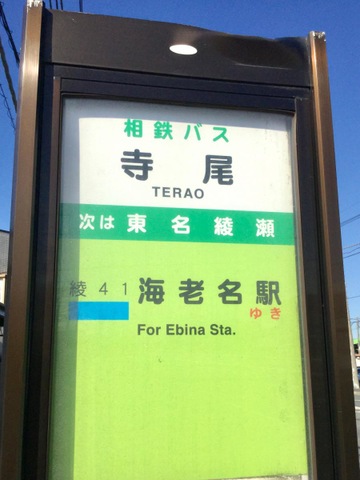 相鉄バス
寺尾
TERAO
次は 東名綾瀬
綾41 海老名駅
ゆき
For Ebina Sta.